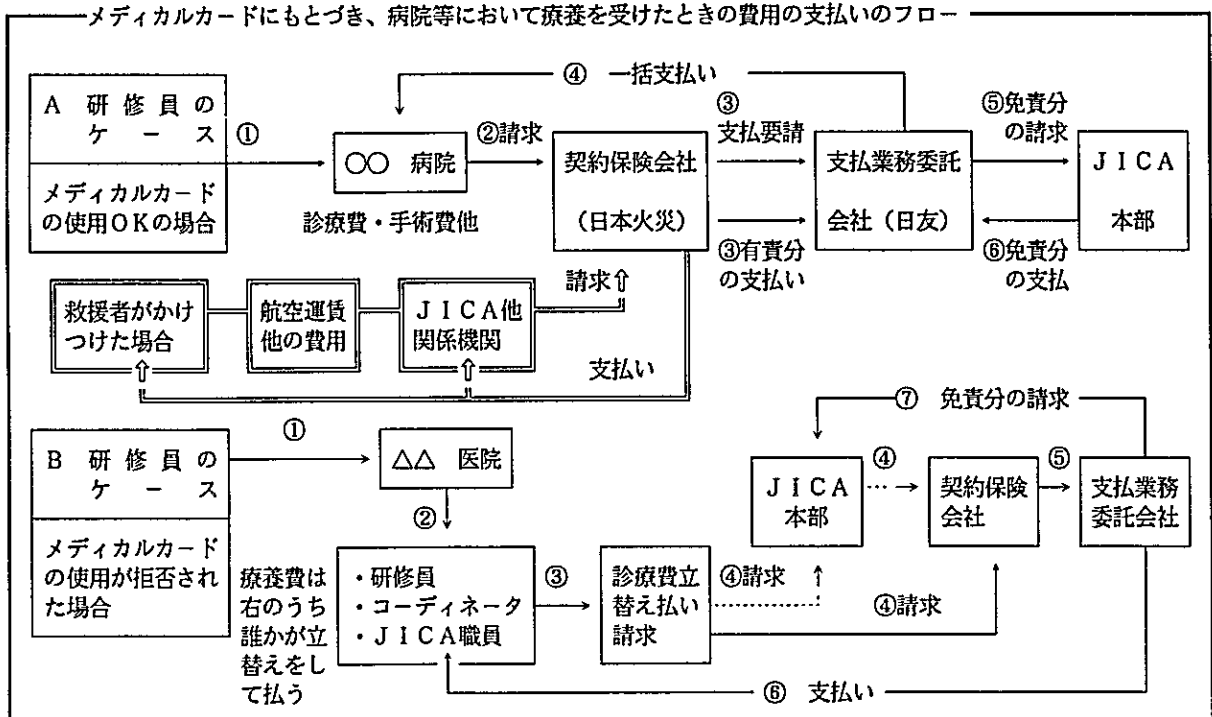 メディカルカードにもとづき、病院等において療養を受けたときの費用の支払いのフロー
④ 一括支払い
A 研修員の
ケース
メディカルカード
の使用OKの場合
①
○○ 病院
診療費・手術費他
②請求
契約保険会社
(日本火災)
③
支払要請
③有責分
の支払い
支払業務委託
会社(日友)
⑤免責分
の請求
⑥免責分
の支払
JICA
本部
救援者がかけ
つけた場合
航空運賃
他の費用
JICA他
関係機関
請求
支払い
B 研修員の
ケース
メディカルカード
の使用が拒否され
た場合
①
△△ 医院
②
療養費は
右のうち
誰かが立
替えをし
て払う
・研修員
・コーディネータ
・JICA職員
③
診療費立
替え払い
請求
④請求
④請求
⑦ 免責分の請求
JICA
本部
④
契約保険
会社
⑤
支払業務
委託会社
⑥ 支払い